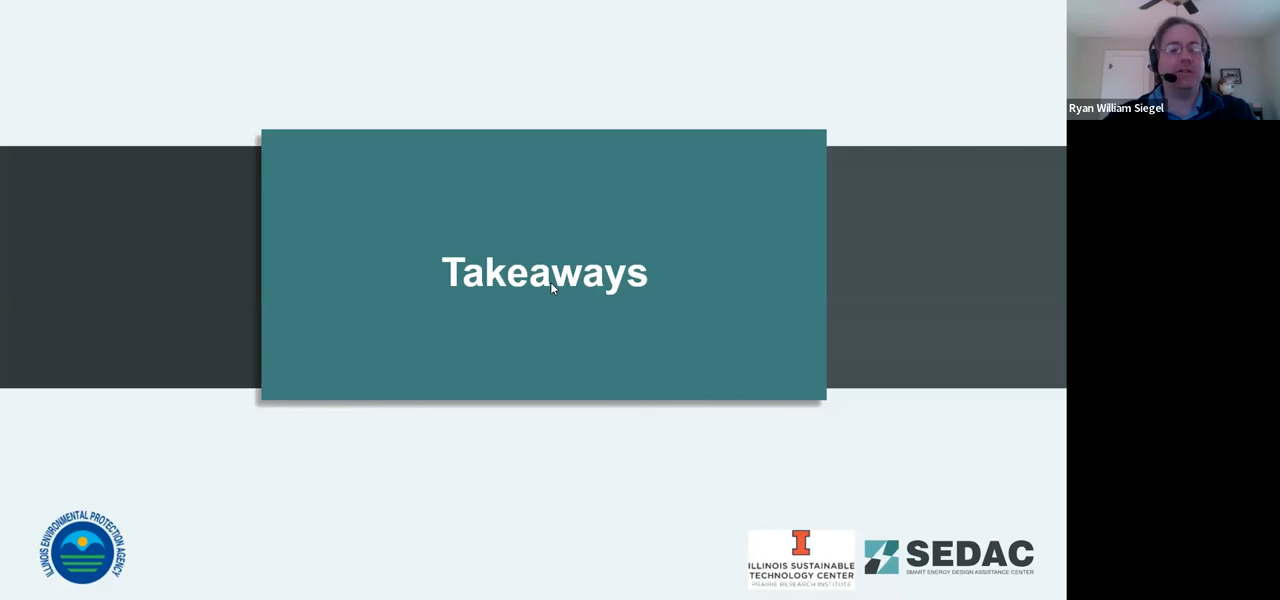 Ryan William Siegel
Takeaways
ILLINOIS ENVIRONMENTAL PROTECTION AGENCY
ILLINOIS SUSTAINABLE
TECHNOLOGY CENTER
PRAIRIE RESEARCH INSTITUTE
SEDAC
SMART ENERGY DESIGN ASSISTANCE CENTER